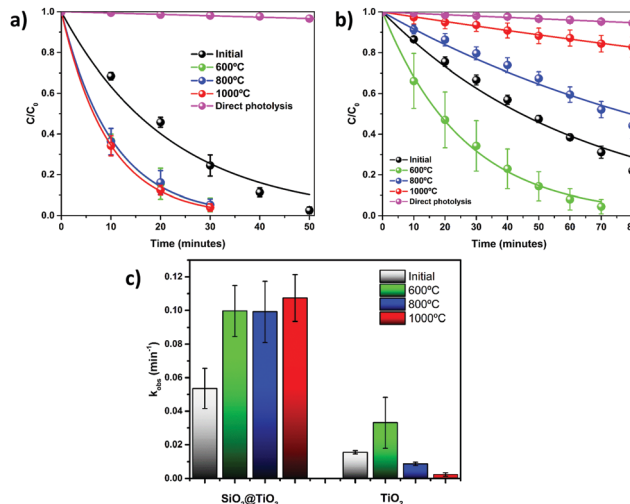 a)
1.0
0.8
0.6
0.4
0.2
0.0
C/C₀
Initial
600ºC
800ºC
1000ºC
Direct photolysis
0 10 20 30 40 50
Time (minutes)
b)
1.0
0.8
0.6
0.4
0.2
0.0
C/C₀
Initial
600ºC
800ºC
1000ºC
Direct photolysis
0 10 20 30 40 50 60 70
Time (minutes)
c)
0.12
0.10
0.08
0.06
0.04
0.02
0.00
k_obs (min⁻¹)
Initial
600ºC
800ºC
1000ºC
SiO₂@TiO₂ TiO₂